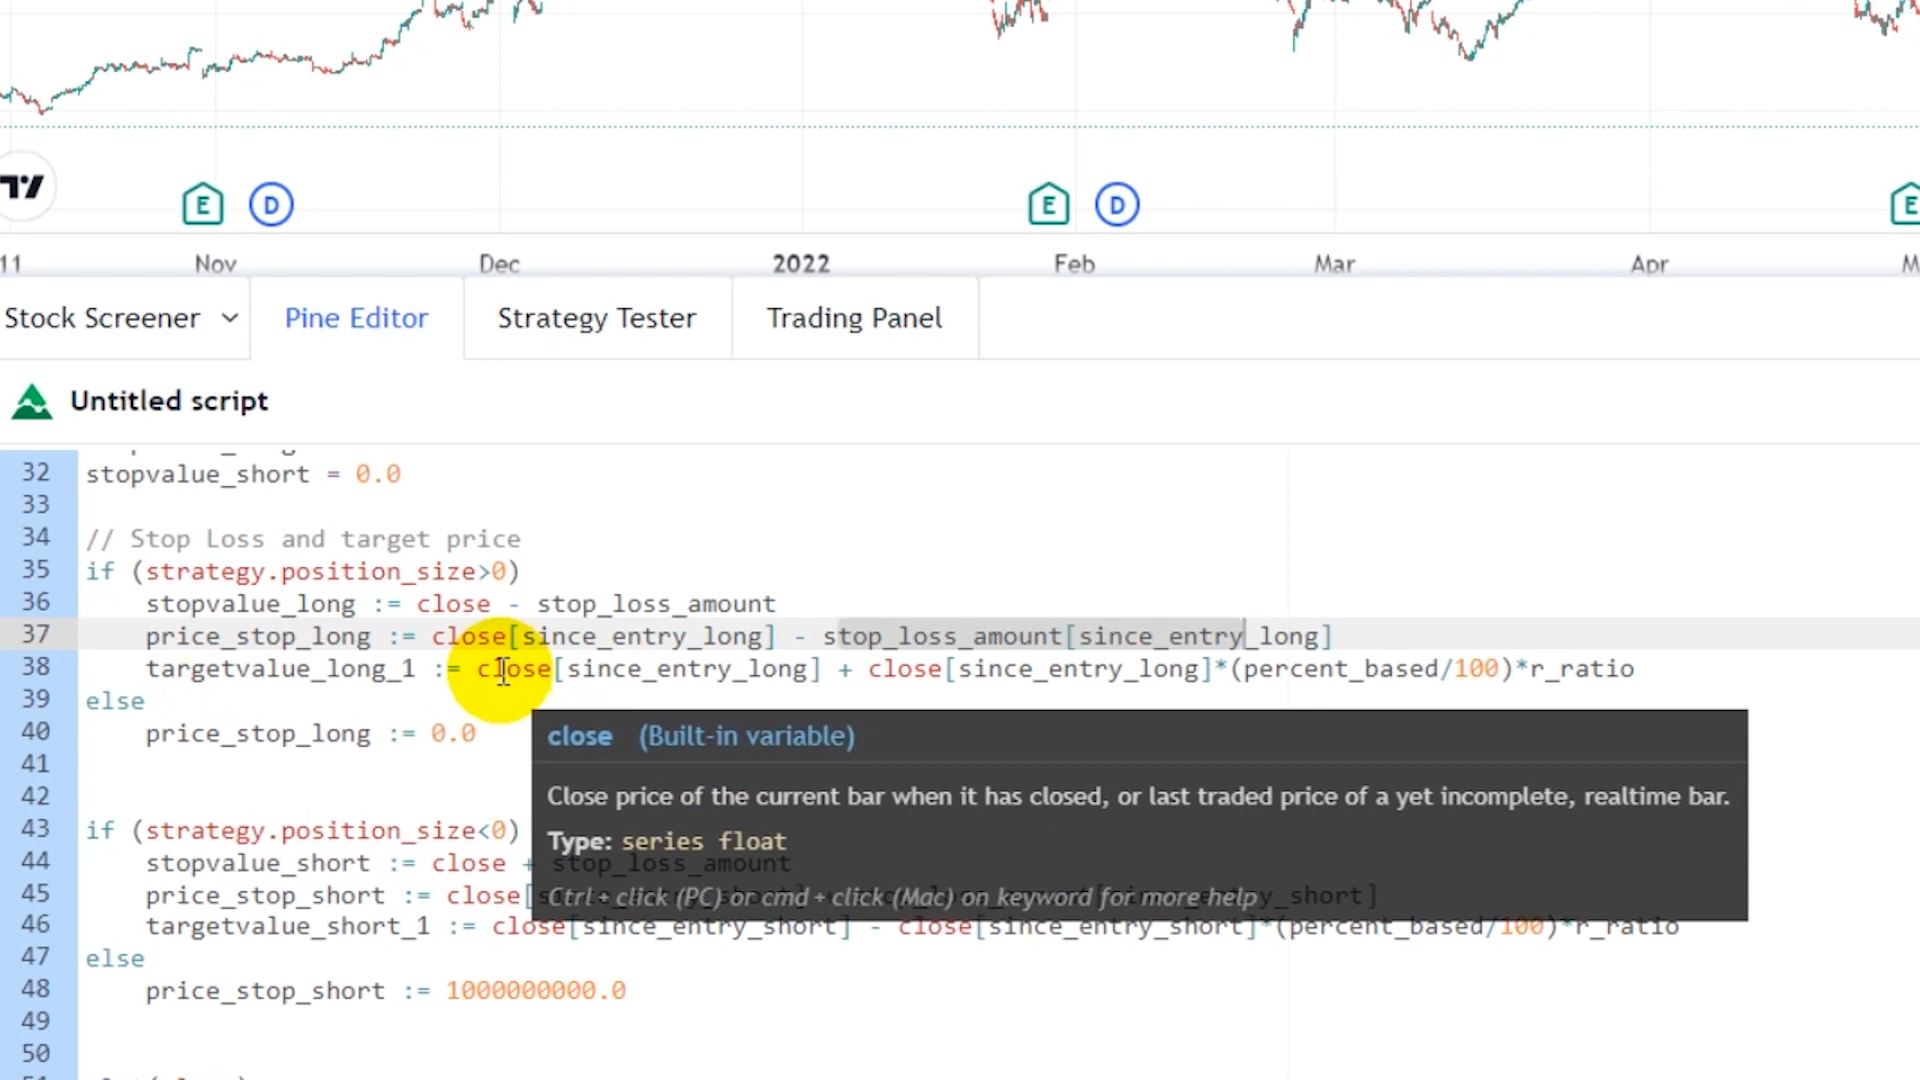 E D E D E
11 Nov Dec 2022 Feb Mar Apr M
Stock Screener Pine Editor Strategy Tester Trading Panel
Untitled script
32 stopvalue_short = 0.0
33
34 // Stop Loss and target price
35 if (strategy.position_size>0)
36 stopvalue_long := close - stop_loss_amount
37 price_stop_long := close[since_entry_long] - stop_loss_amount[since_entry_long]
38 targetvalue_long_1 := close[since_entry_long] + close[since_entry_long]*(percent_based/100)*r_ratio
39 else
40 price_stop_long := 0.0
close (Built-in variable)
41
42
Close price of the current bar when it has closed, or last traded price of a yet incomplete, realtime bar.
43 if (strategy.position_size<0)
Type: series float
44 stopvalue_short := close + stop_loss_amount
45 price_stop_short := close[since_entry_short]
Ctrl + click (PC) or cmd + click (Mac) on keyword for more help
46 targetvalue_short_1 := close[since_entry_short] - close[since_entry_short]*(percent_based/100)*r_ratio
47 else
48 price_stop_short := 1000000000.0
49
50